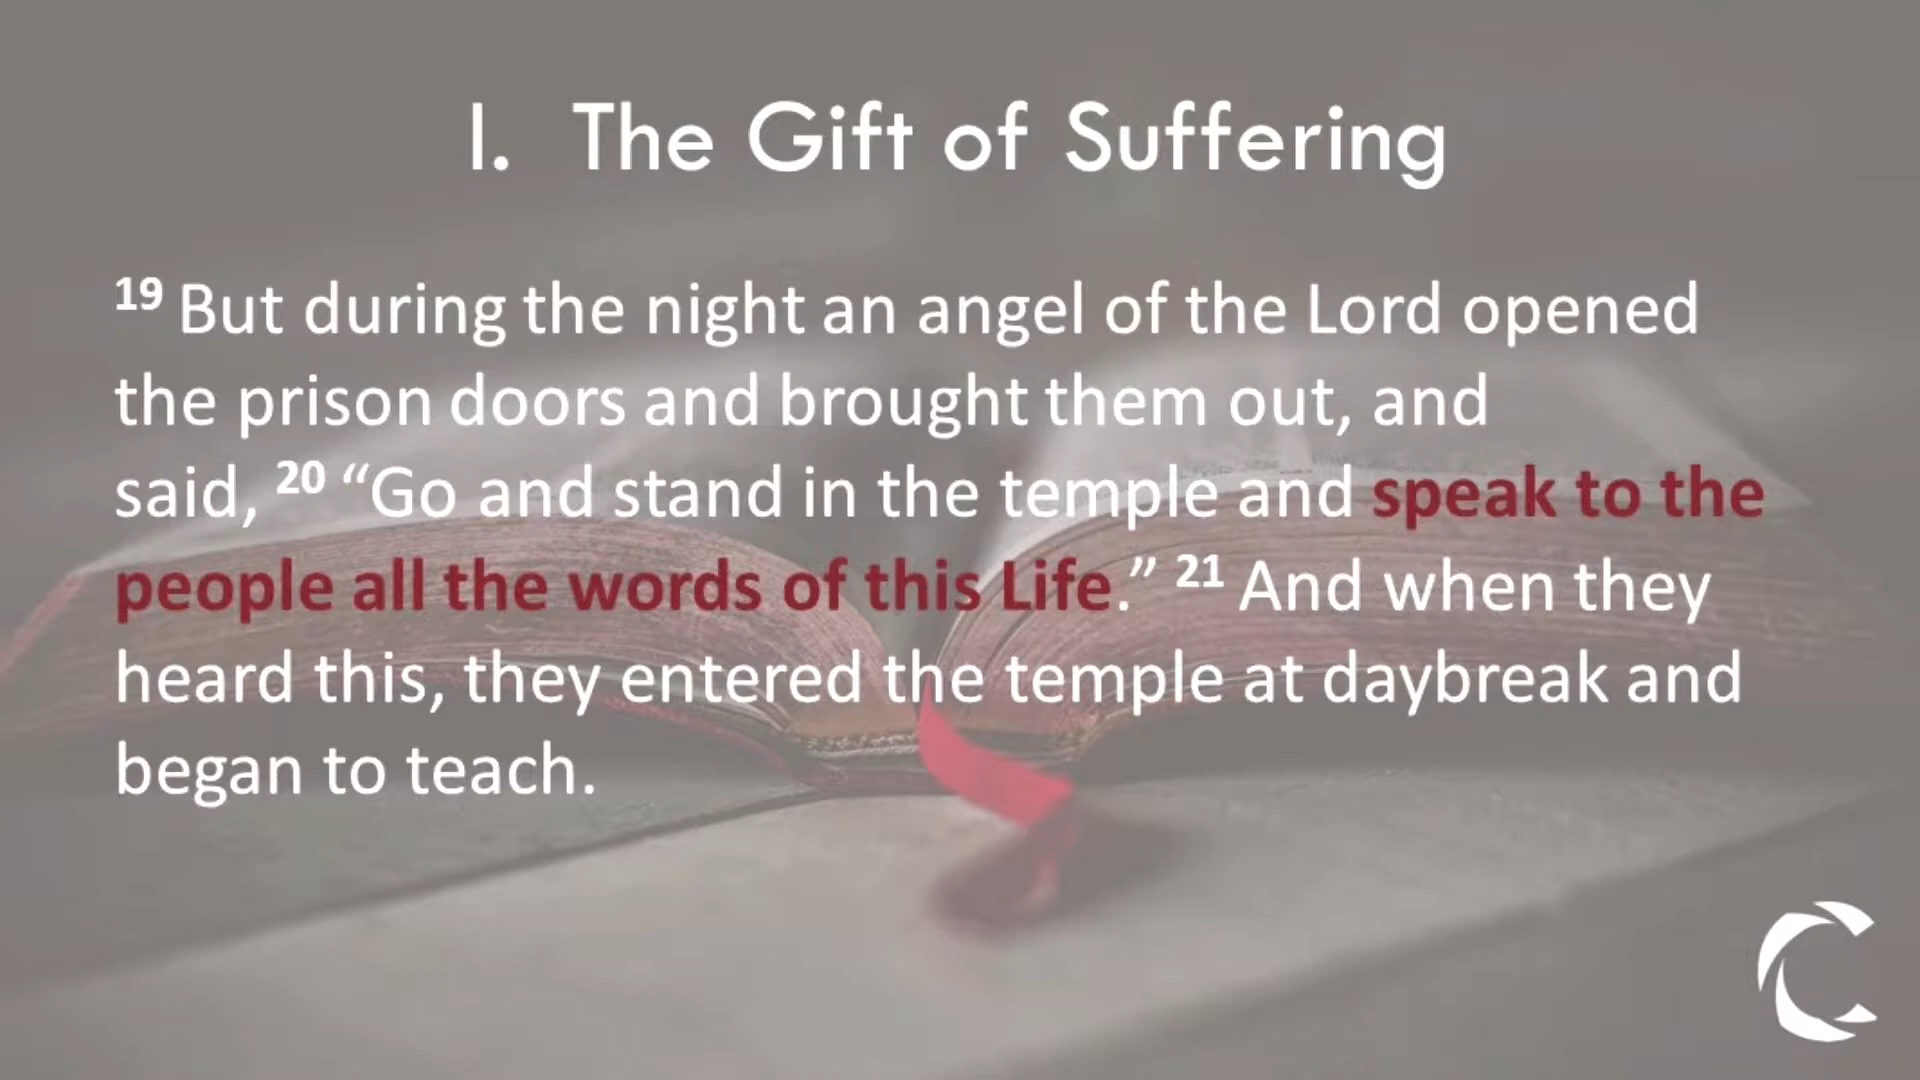 I. The Gift of Suffering
19 But during the night an angel of the Lord opened
the prison doors and brought them out, and
said, 20 “Go and stand in the temple and speak to the
people all the words of this Life.” 21 And when they
heard this, they entered the temple at daybreak and
began to teach.